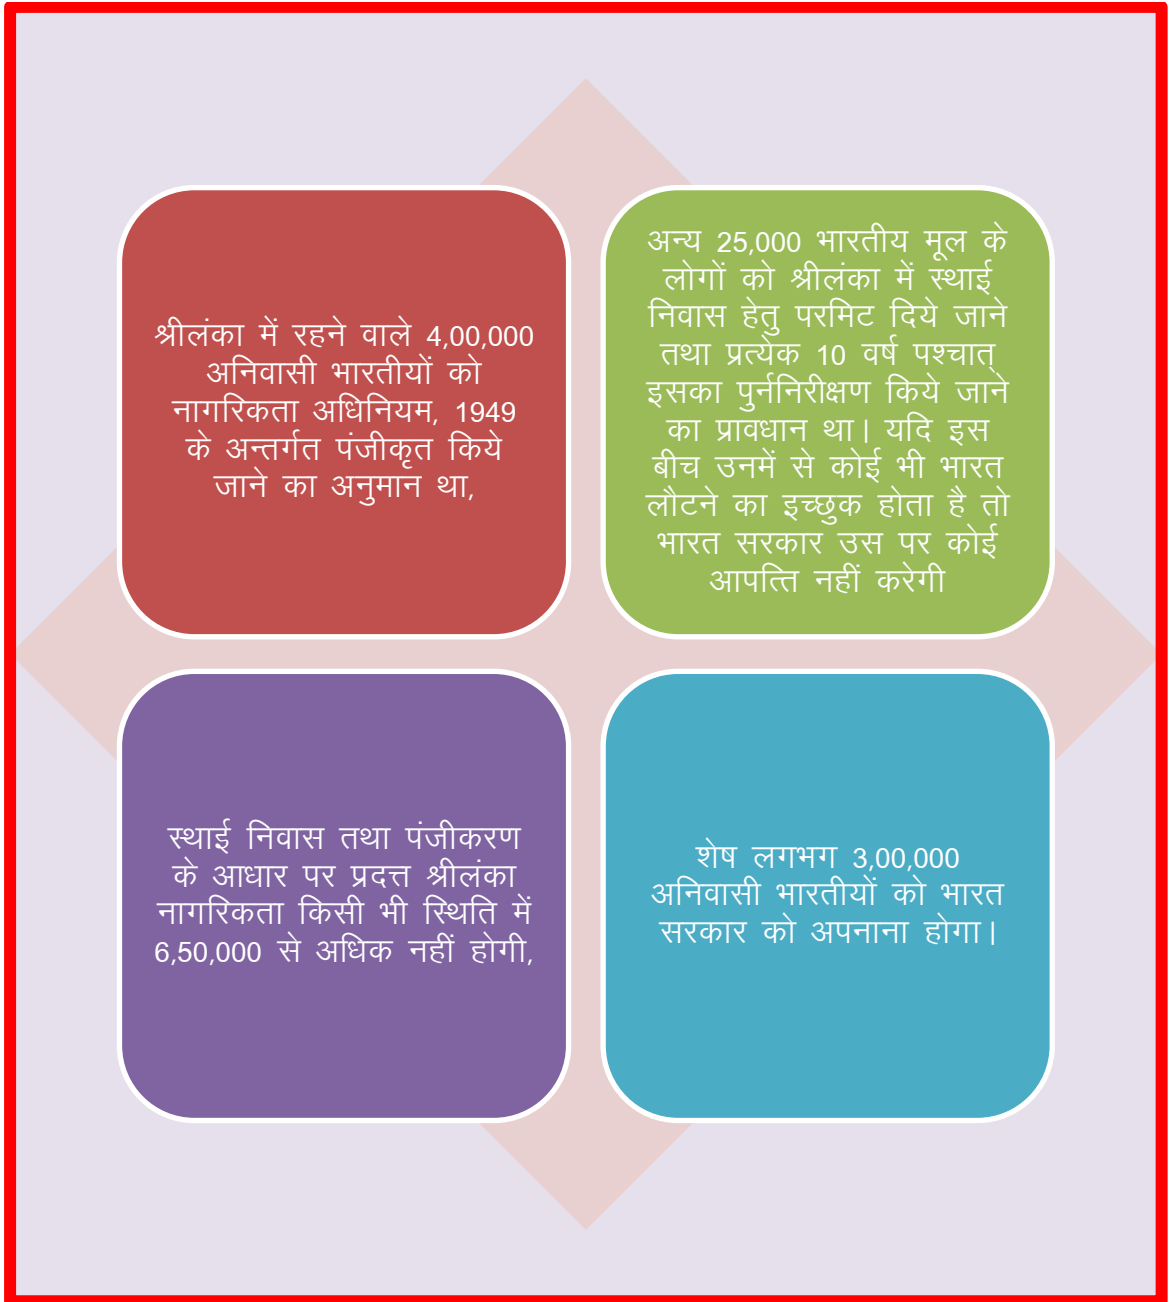 श्रीलंका में रहने वाले 4,00,000
अनिवासी भारतीयों को
नागरिकता अधिनियम, 1949
के अन्तर्गत पंजीकृत किये
जाने का अनुमान था,
अन्य 25,000 भारतीय मूल के
लोगों को श्रीलंका में स्थाई
निवास हेतु परमिट दिये जाने
तथा प्रत्येक 10 वर्ष पश्चात्
इसका पुर्ननिरीक्षण किये जाने
का प्रावधान था। यदि इस
बीच उनमें से कोई भी भारत
लौटने का इच्छुक होता है तो
भारत सरकार उस पर कोई
आपत्ति नहीं करेगी
स्थाई निवास तथा पंजीकरण
के आधार पर प्रदत्त श्रीलंका
नागरिकता किसी भी स्थिति में
6,50,000 से अधिक नहीं होगी,
शेष लगभग 3,00,000
अनिवासी भारतीयों को भारत
सरकार को अपनाना होगा।